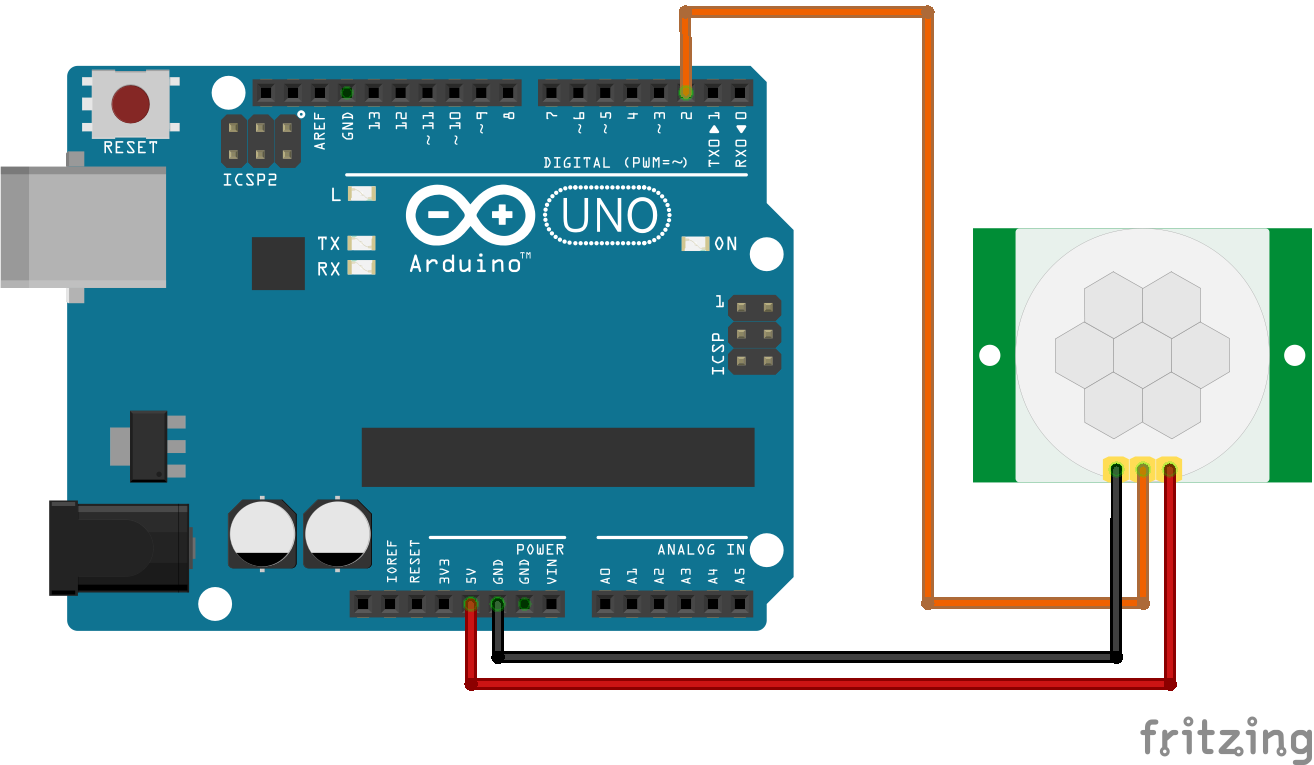 RESET
ICSP2
AREF
GND
13
12
~11
~10
~9
8
7
~6
~5
4
~3
2
TX0▶1
RX0◀0
DIGITAL (PWM=~)
L
TX
RX
Arduino™
UNO
ON
1
ICSP
IOREF
RESET
3V3
5V
GND
GND
VIN
POWER
A0
A1
A2
A3
A4
A5
ANALOG IN
fritzing